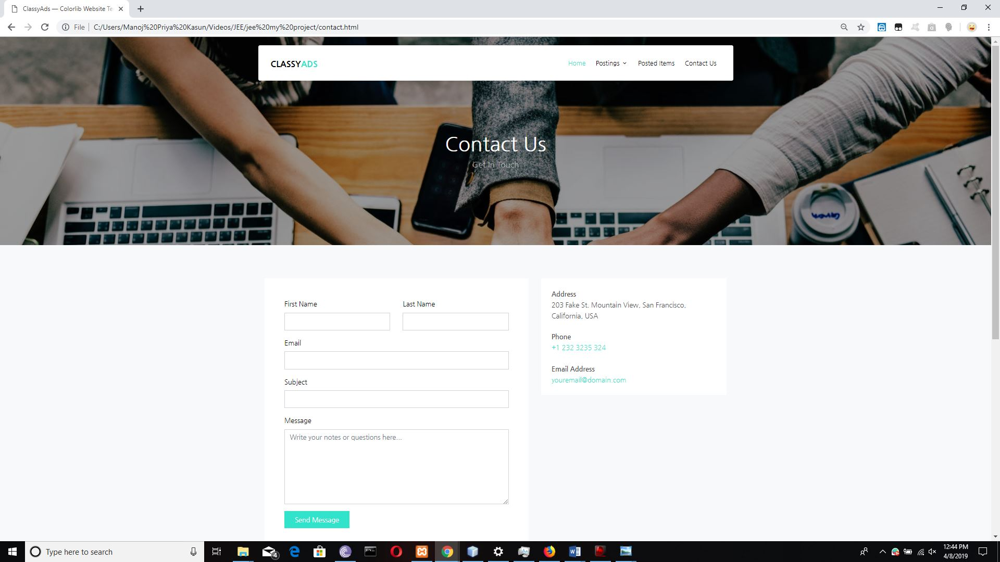 ClassyAds — Colorlib Website Te
File
C:/Users/Manoj%20Priya%20Kasun/Videos/JEE/jee%20my%20project/contact.html
CLASSYADS
Home
Postings
Posted Items
Contact Us
Contact Us
Get In Touch
First Name
Last Name
Email
Subject
Message
Write your notes or questions here...
Send Message
Address
203 Fake St. Mountain View, San Francisco,
California, USA
Phone
+1 232 3235 324
Email Address
youremail@domain.com
Type here to search
4
12:44 PM
4/8/2019